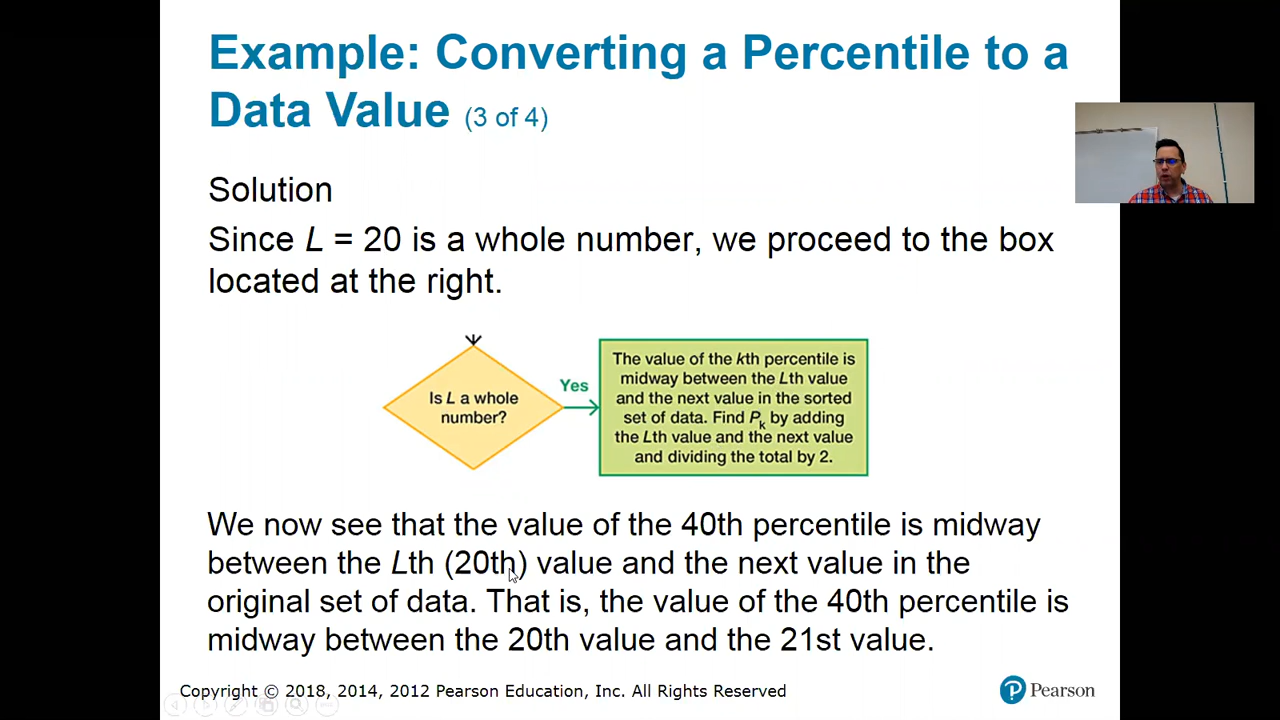 Example: Converting a Percentile to a
Data Value (3 of 4)
Solution
Since L = 20 is a whole number, we proceed to the box
located at the right.
Is L a whole
number?
Yes
The value of the kth percentile is
midway between the Lth value
and the next value in the sorted
set of data. Find Pk by adding
the Lth value and the next value
and dividing the total by 2.
We now see that the value of the 40th percentile is midway
between the Lth (20th) value and the next value in the
original set of data. That is, the value of the 40th percentile is
midway between the 20th value and the 21st value.
Copyright © 2018, 2014, 2012 Pearson Education, Inc. All Rights Reserved
P Pearson